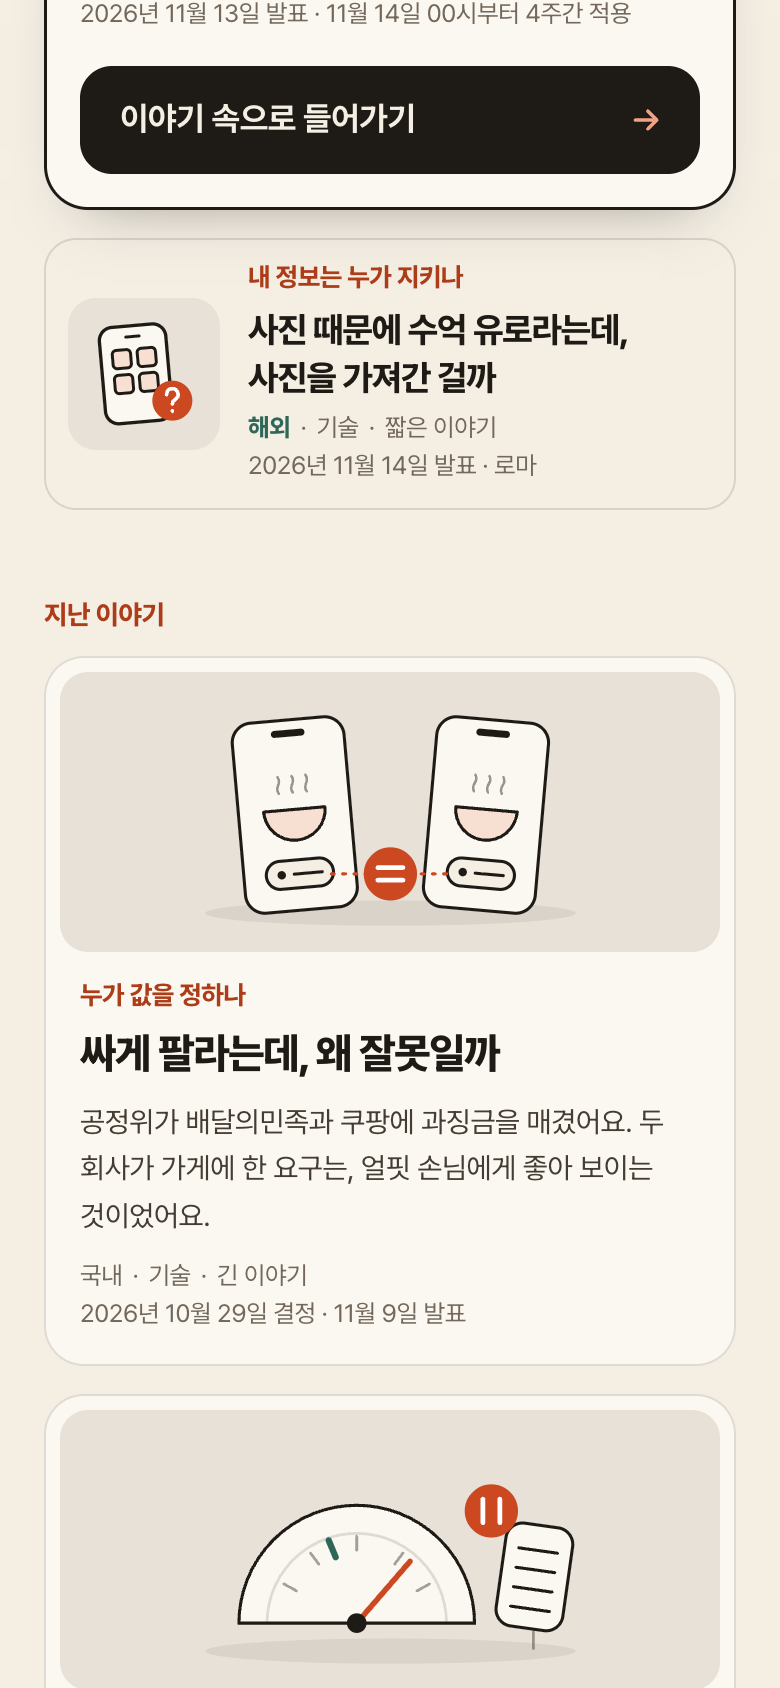 2026년 11월 13일 발표 · 11월 14일 00시부터 4주간 적용
이야기 속으로 들어가기 →
내 정보는 누가 지키나
사진 때문에 수억 유로라는데,
사진을 가져간 걸까
해외 · 기술 · 짧은 이야기
2026년 11월 14일 발표 · 로마
지난 이야기
누가 값을 정하나
싸게 팔라는데, 왜 잘못일까
공정위가 배달의민족과 쿠팡에 과징금을 매겼어요. 두
회사가 가게에 한 요구는, 얼핏 손님에게 좋아 보이는
것이었어요.
국내 · 기술 · 긴 이야기
2026년 10월 29일 결정 · 11월 9일 발표